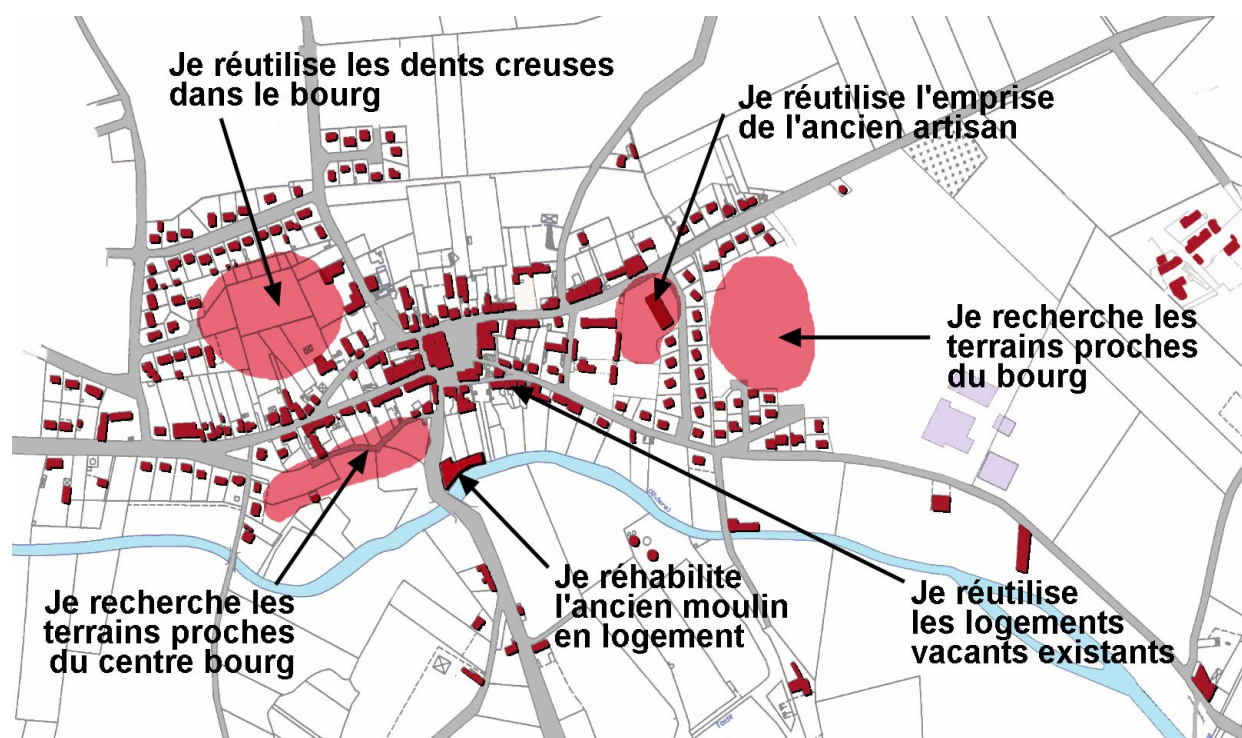 Je réutilise les dents creuses
dans le bourg
Je réutilise l'emprise
de l'ancien artisan
Je recherche les
terrains proches
du bourg
Je recherche les
terrains proches
du centre bourg
Je réhabilite
l'ancien moulin
en logement
Je réutilise
les logements
vacants existants